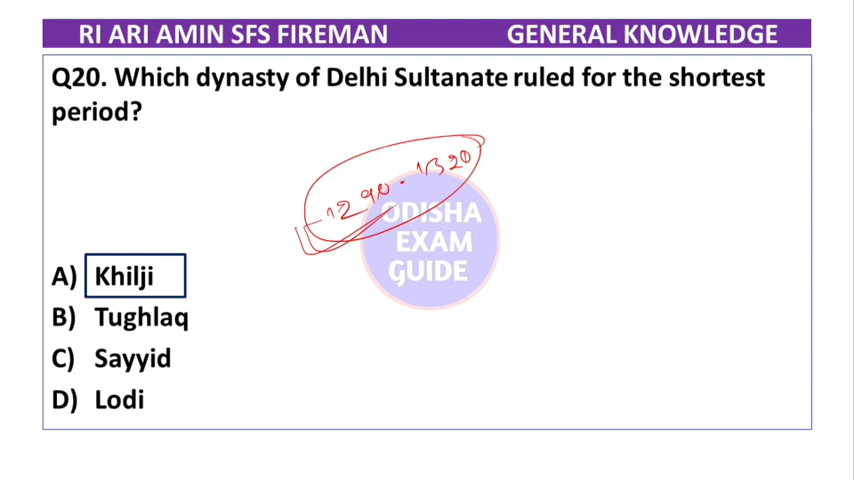 RI ARI AMIN SFS FIREMAN GENERAL KNOWLEDGE
Q20. Which dynasty of Delhi Sultanate ruled for the shortest
period?
1290 - 1320
ODISHA
EXAM
GUIDE
A) Khilji
B) Tughlaq
C) Sayyid
D) Lodi